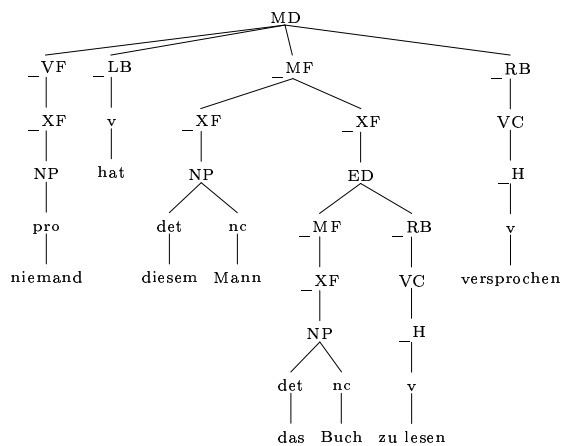 MD
_VF _LB _MF _RB
_XF v _XF _XF VC
NP hat NP ED _H
pro det nc _MF _RB v
niemand diesem Mann _XF VC versprochen
NP _H
det nc v
das Buch zu lesen